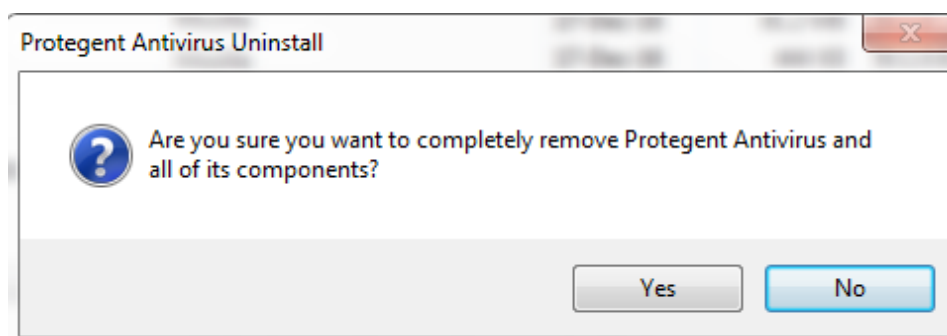 Protegent Antivirus Uninstall
Are you sure you want to completely remove Protegent Antivirus and
all of its components?
Yes
No